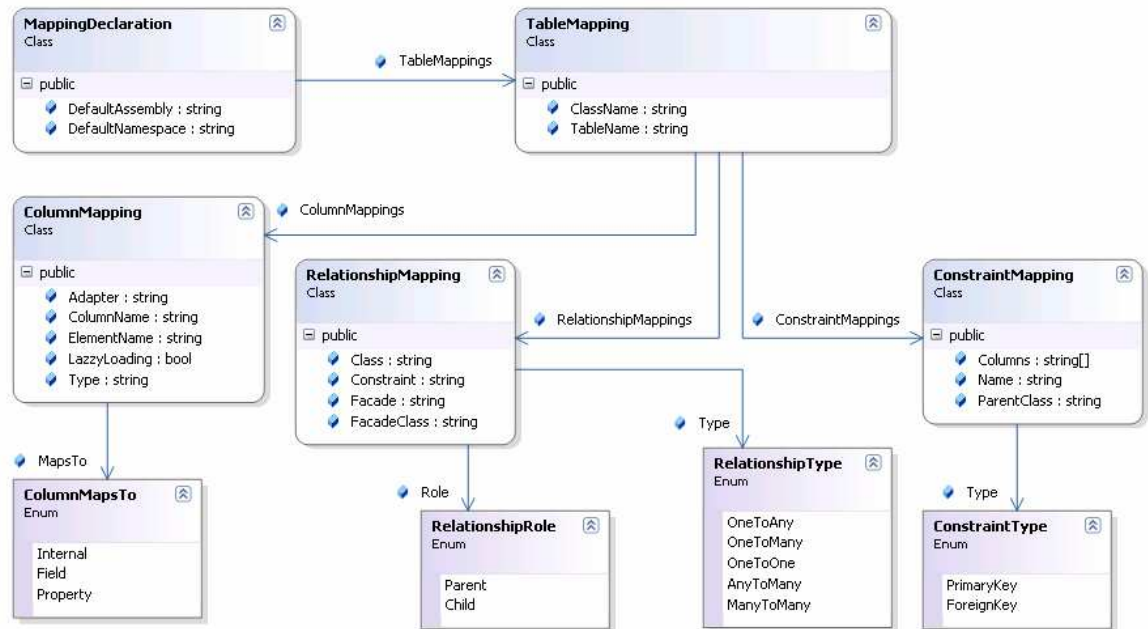 MappingDeclaration
Class
public
DefaultAssembly : string
DefaultNamespace : string
TableMappings
TableMapping
Class
public
ClassName : string
TableName : string
ColumnMapping
Class
public
Adapter : string
ColumnName : string
ElementName : string
LazzyLoading : bool
Type : string
ColumnMappings
RelationshipMapping
Class
public
Class : string
Constraint : string
Facade : string
FacadeClass : string
RelationshipMappings
ConstraintMappings
ConstraintMapping
Class
public
Columns : string[]
Name : string
ParentClass : string
MapsTo
ColumnMapsTo
Enum
Internal
Field
Property
Role
RelationshipRole
Enum
Parent
Child
Type
RelationshipType
Enum
OneToAny
OneToMany
OneToOne
AnyToMany
ManyToMany
Type
ConstraintType
Enum
PrimaryKey
ForeignKey